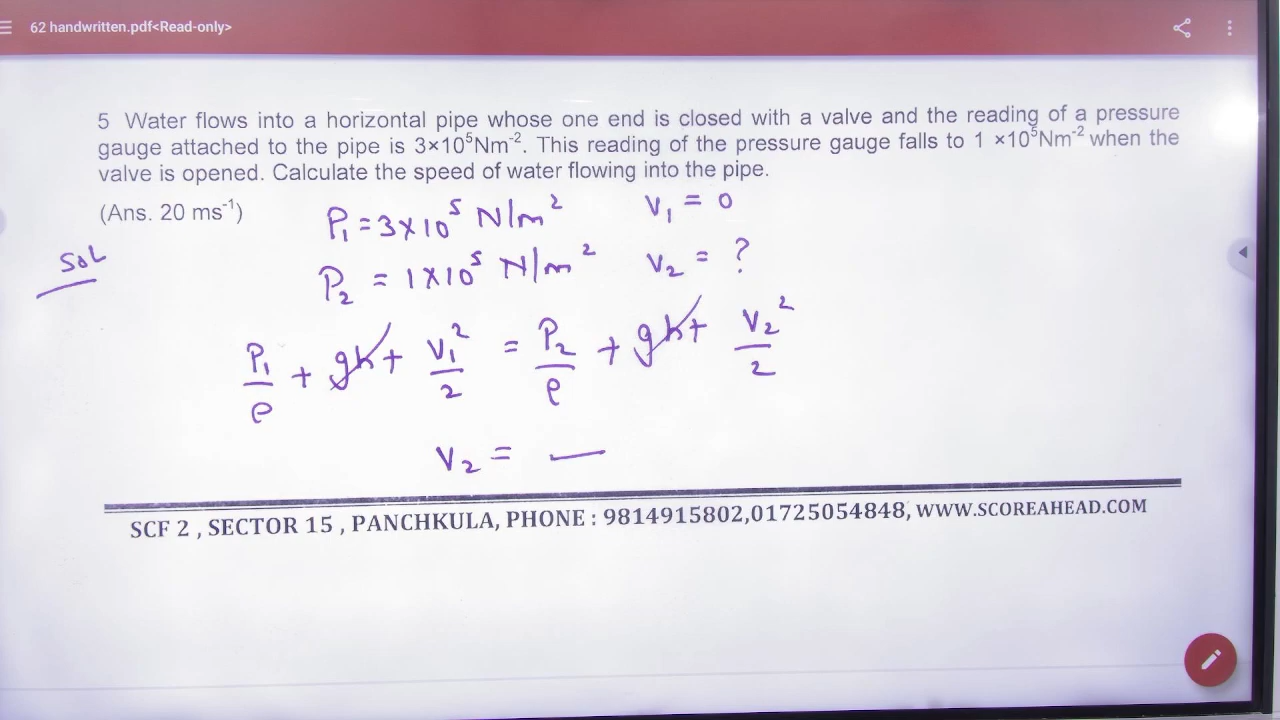 62 handwritten.pdf<Read-only>
5 Water flows into a horizontal pipe whose one end is closed with a valve and the reading of a pressure
gauge attached to the pipe is 3×10⁵Nm⁻². This reading of the pressure gauge falls to 1 ×10⁵Nm⁻² when the
valve is opened. Calculate the speed of water flowing into the pipe.
(Ans. 20 ms⁻¹)
Sol
P₁ = 3×10⁵ N/m² V₁ = 0
P₂ = 1×10⁵ N/m² V₂ = ?
P₁/ρ + gh + V₁²/2 = P₂/ρ + gh + V₂²/2
V₂ = —
SCF 2 , SECTOR 15 , PANCHKULA, PHONE : 9814915802,01725054848, WWW.SCOREAHEAD.COM